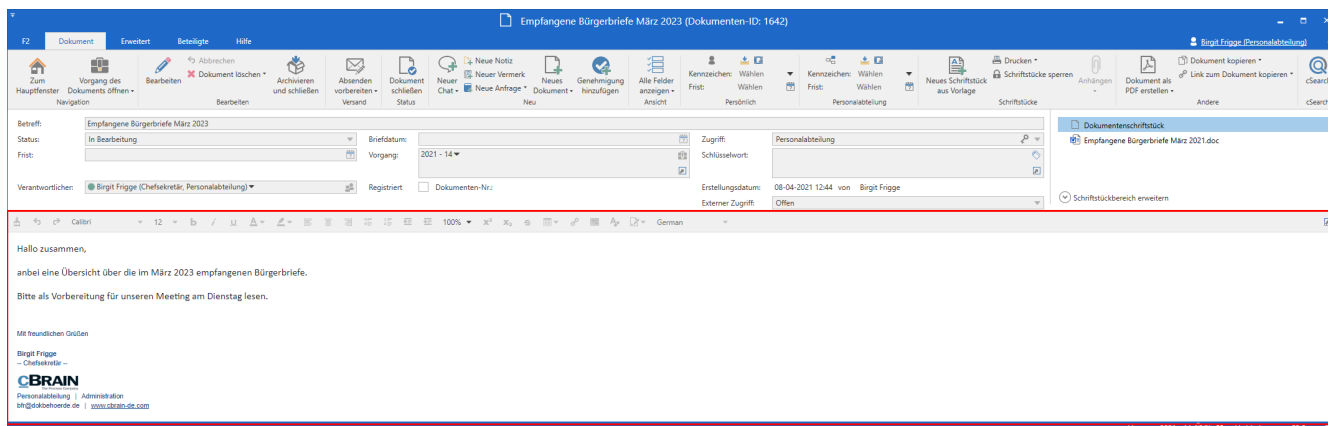 Empfangene Bürgerbriefe März 2023 (Dokumenten-ID: 1642)
F2 Dokument Erweitert Beteiligte Hilfe Birgit Frigge (Personalabteilung)
Zum Hauptfenster
Vorgang des Dokuments öffnen
Navigation
Bearbeiten
Abbrechen
Dokument löschen
Archivieren und schließen
Bearbeiten
Absenden vorbereiten
Versand
Dokument schließen
Status
Neuer Chat
Neue Notiz
Neuer Vermerk
Neue Anfrage
Neues Dokument
Genehmigung hinzufügen
Neu
Alle Felder anzeigen
Ansicht
Kennzeichen: Wählen
Frist: Wählen
Persönlich
Kennzeichen: Wählen
Frist: Wählen
Personalabteilung
Neues Schriftstück aus Vorlage
Drucken
Schriftstücke sperren
Anhängen
Schriftstücke
Dokument als PDF erstellen
Dokument kopieren
Link zum Dokument kopieren
Andere
cSearch
cSearch
Betreff: Empfangene Bürgerbriefe März 2023
Status: In Bearbeitung Briefdatum: Zugriff: Personalabteilung
Frist: Vorgang: 2021 - 14 Schlüsselwort:
Verantwortlicher: Birgit Frigge (Chefsekretär, Personalabteilung) Registriert Dokumenten-Nr.: Erstellungsdatum: 08-04-2021 12:44 von Birgit Frigge
Externer Zugriff: Offen
Dokumentenschriftstück
Empfangene Bürgerbriefe März 2021.doc
Schriftstückbereich erweitern
Calibri 12 b / u 100% x² x₂ German
Hallo zusammen,
anbei eine Übersicht über die im März 2023 empfangenen Bürgerbriefe.
Bitte als Vorbereitung für unseren Meeting am Dienstag lesen.
Mit freundlichen Grüßen
Birgit Frigge
-- Chefsekretär --
CBRAIN
The Process Company
Personalabteilung | Administration
bfr@dokbehoerde.de | www.cbrain-de.com